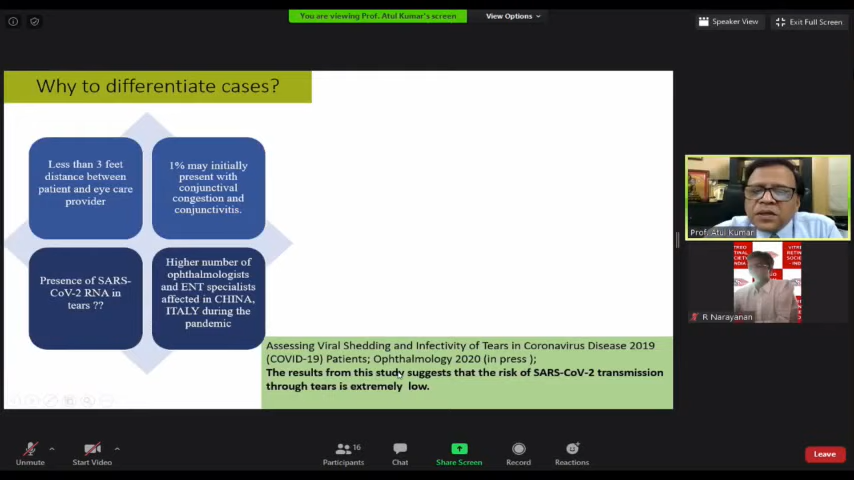 You are viewing Prof. Atul Kumar's screen
View Options
Speaker View
Exit Full Screen
Why to differentiate cases?
Less than 3 feet
distance between
patient and eye care
provider
1% may initially
present with
conjunctival
congestion and
conjunctivitis.
Presence of SARS-
CoV-2 RNA in
tears ??
Higher number of
ophthalmologists
and ENT specialists
affected in CHINA,
ITALY during the
pandemic
Assessing Viral Shedding and Infectivity of Tears in Coronavirus Disease 2019
(COVID-19) Patients; Ophthalmology 2020 (in press );
The results from this study suggests that the risk of SARS-CoV-2 transmission
through tears is extremely low.
Prof. Atul Kumar
R Narayanan
Unmute
Start Video
16
Participants
Chat
Share Screen
Record
Reactions
Leave